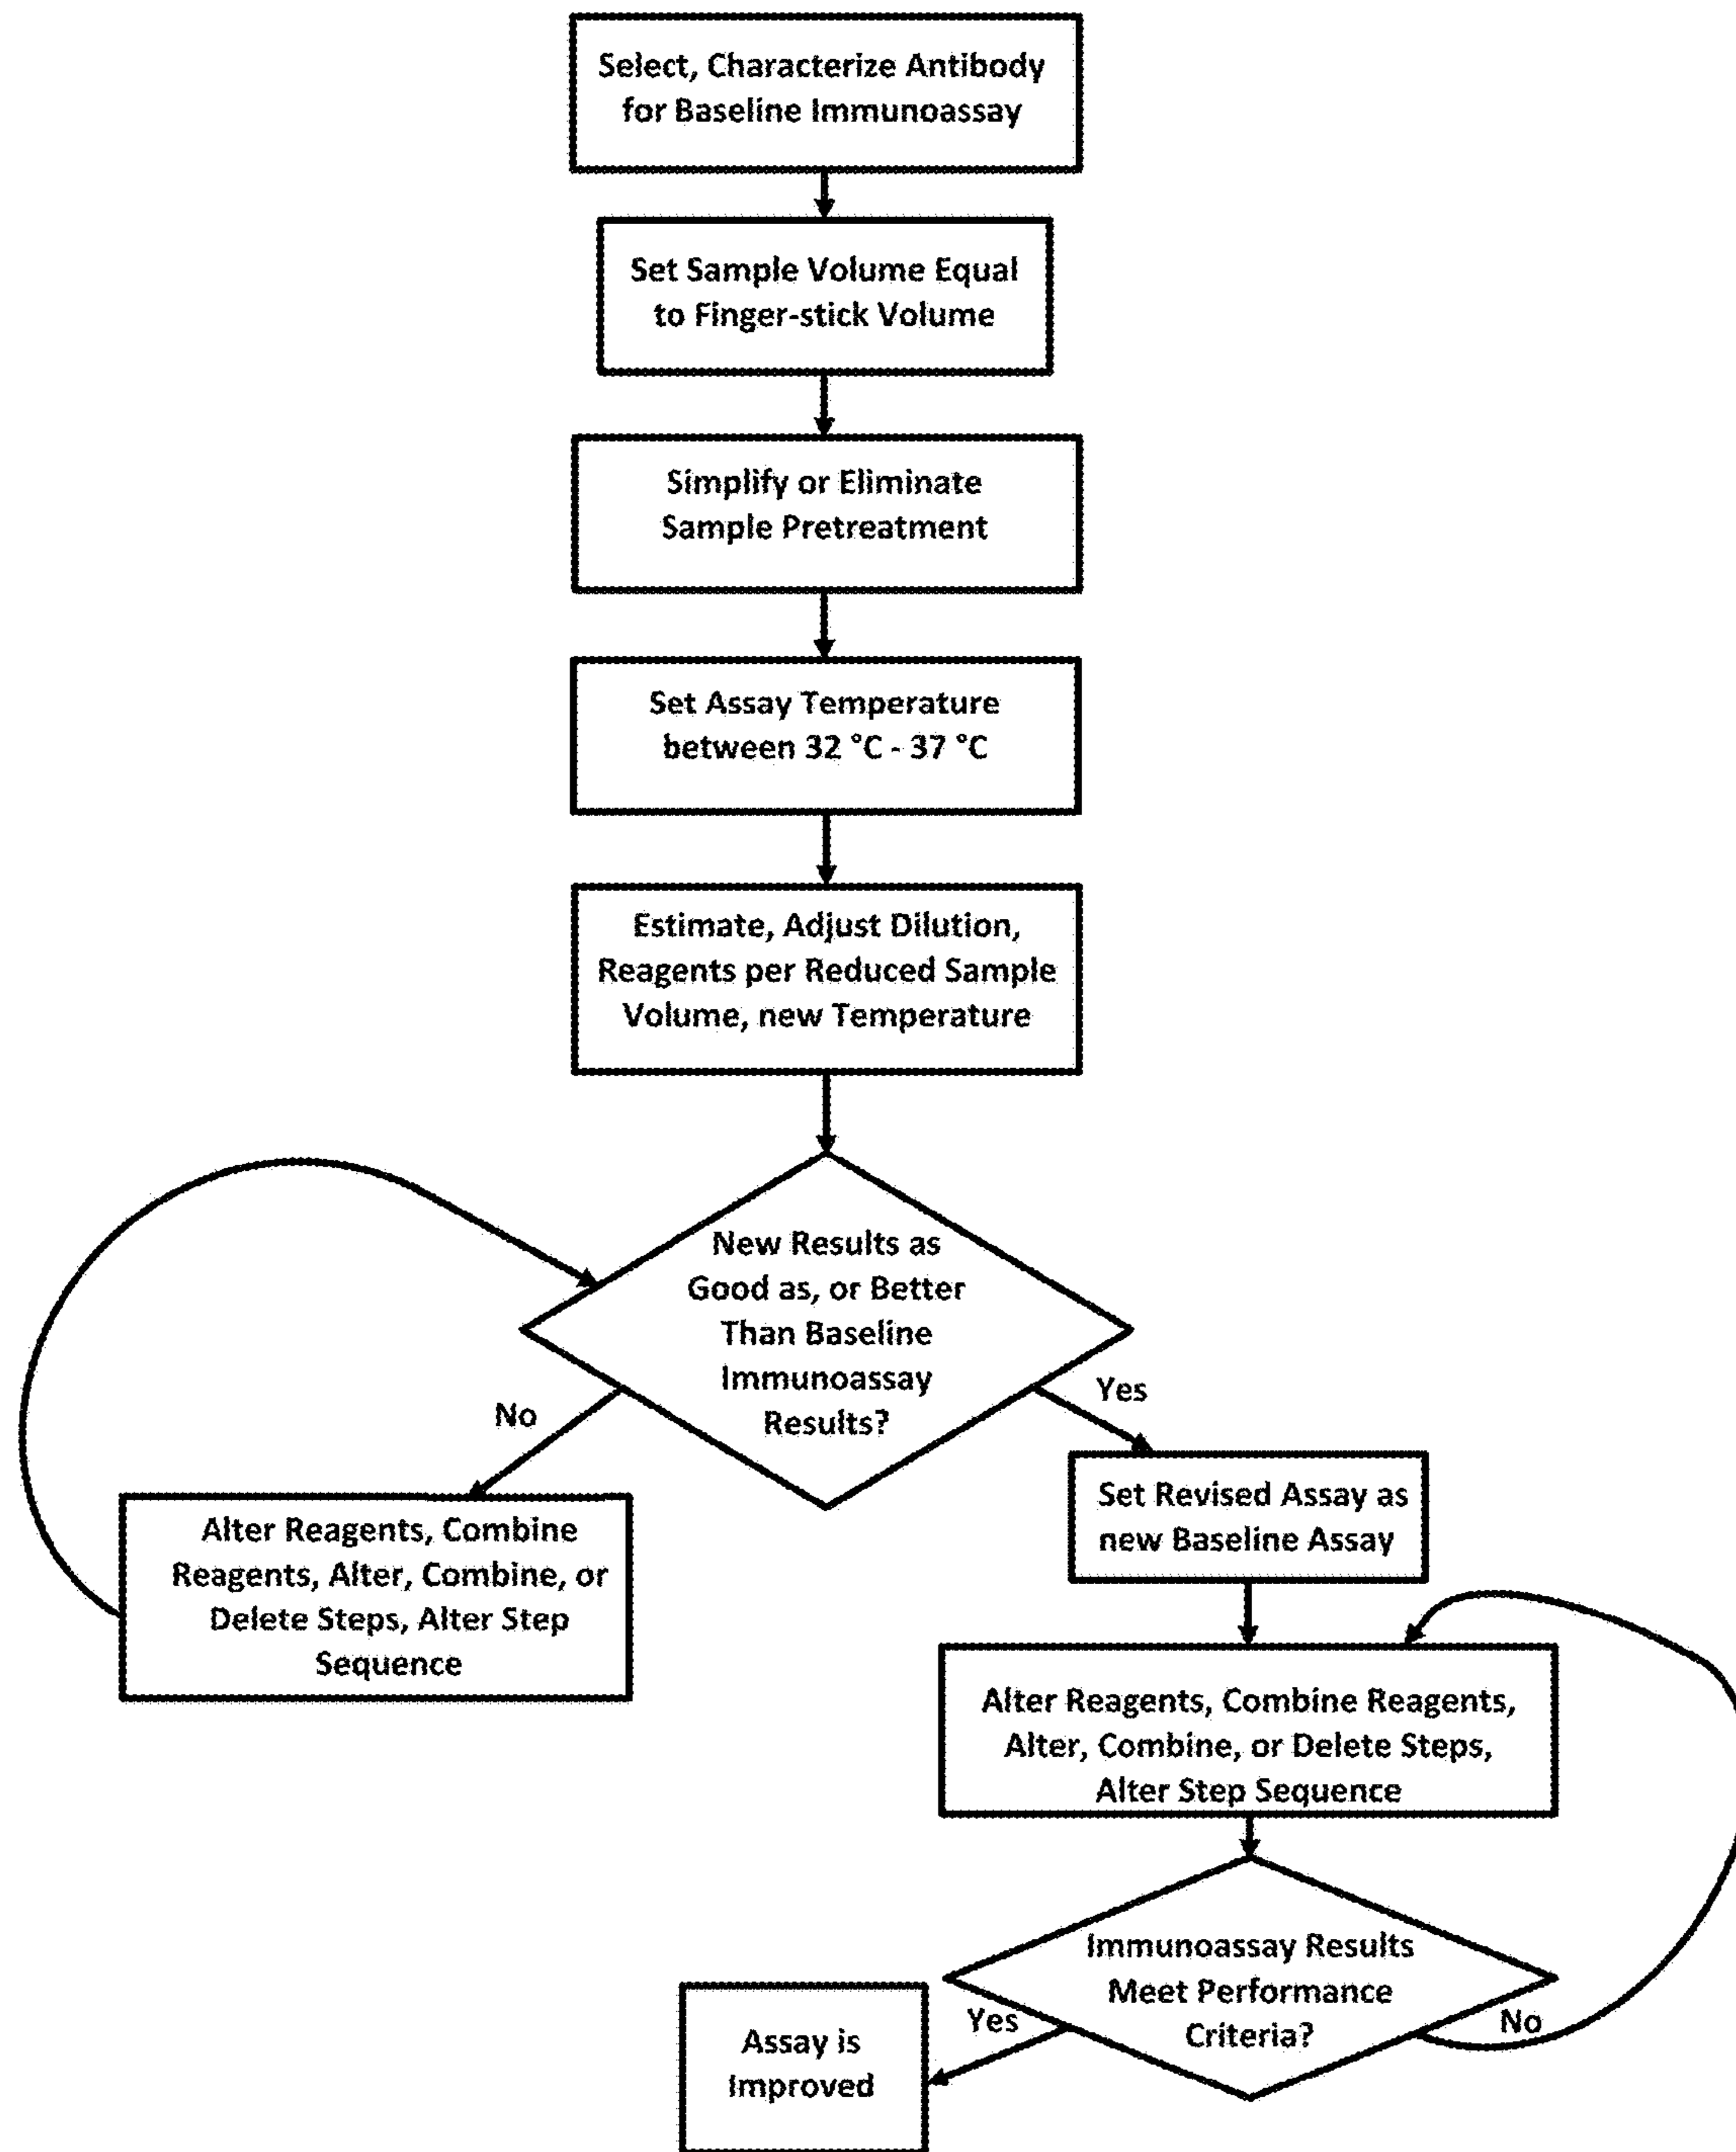 Select, Characterize Antibody
for Baseline Immunoassay
Set Sample Volume Equal
to Finger-stick Volume
Simplify or Eliminate
Sample Pretreatment
Set Assay Temperature
between 32 °C - 37 °C
Estimate, Adjust Dilution,
Reagents per Reduced Sample
Volume, new Temperature
New Results as
Good as, or Better
Than Baseline
Immunoassay
Results?
No
Yes
Alter Reagents, Combine
Reagents, Alter, Combine, or
Delete Steps, Alter Step
Sequence
Set Revised Assay as
new Baseline Assay
Alter Reagents, Combine Reagents,
Alter, Combine, or Delete Steps,
Alter Step Sequence
Immunoassay Results
Meet Performance
Criteria?
Yes
No
Assay is
Improved